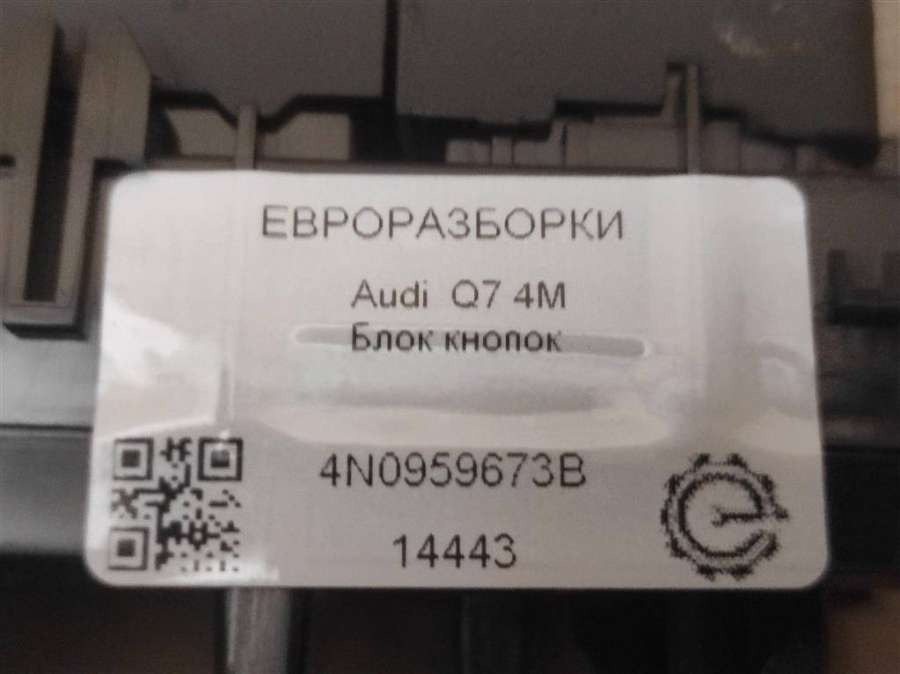 ЕВРОРАЗБОРКИ
Audi Q7 4M
Блок кнопок
4N0959673B
14443